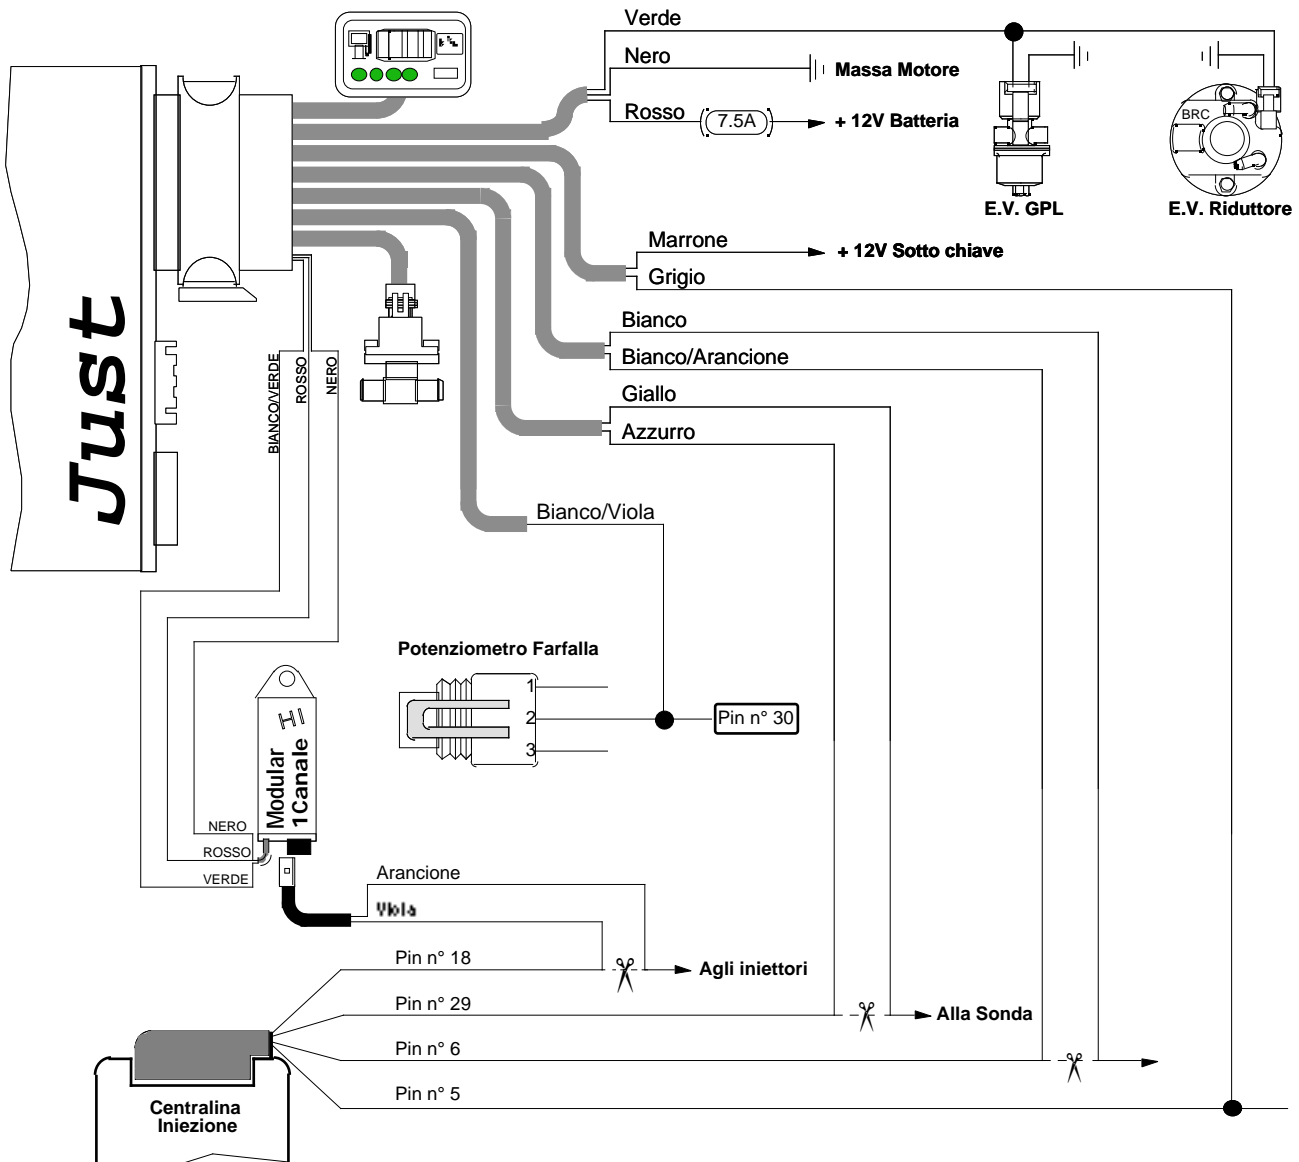 Verde
Nero
Massa Motore
Rosso
7.5A
+ 12V Batteria
BRC
E.V. GPL
E.V. Riduttore
Marrone
+ 12V Sotto chiave
Grigio
Bianco
Bianco/Arancione
Giallo
Azzurro
Just
BIANCO/VERDE
ROSSO
NERO
Bianco/Viola
Potenziometro Farfalla
1
2
3
Pin n° 30
HI
Modular
1Canale
NERO
ROSSO
VERDE
Arancione
Viola
Pin n° 18
Agli iniettori
Pin n° 29
Alla Sonda
Pin n° 6
Pin n° 5
Centralina
Iniezione